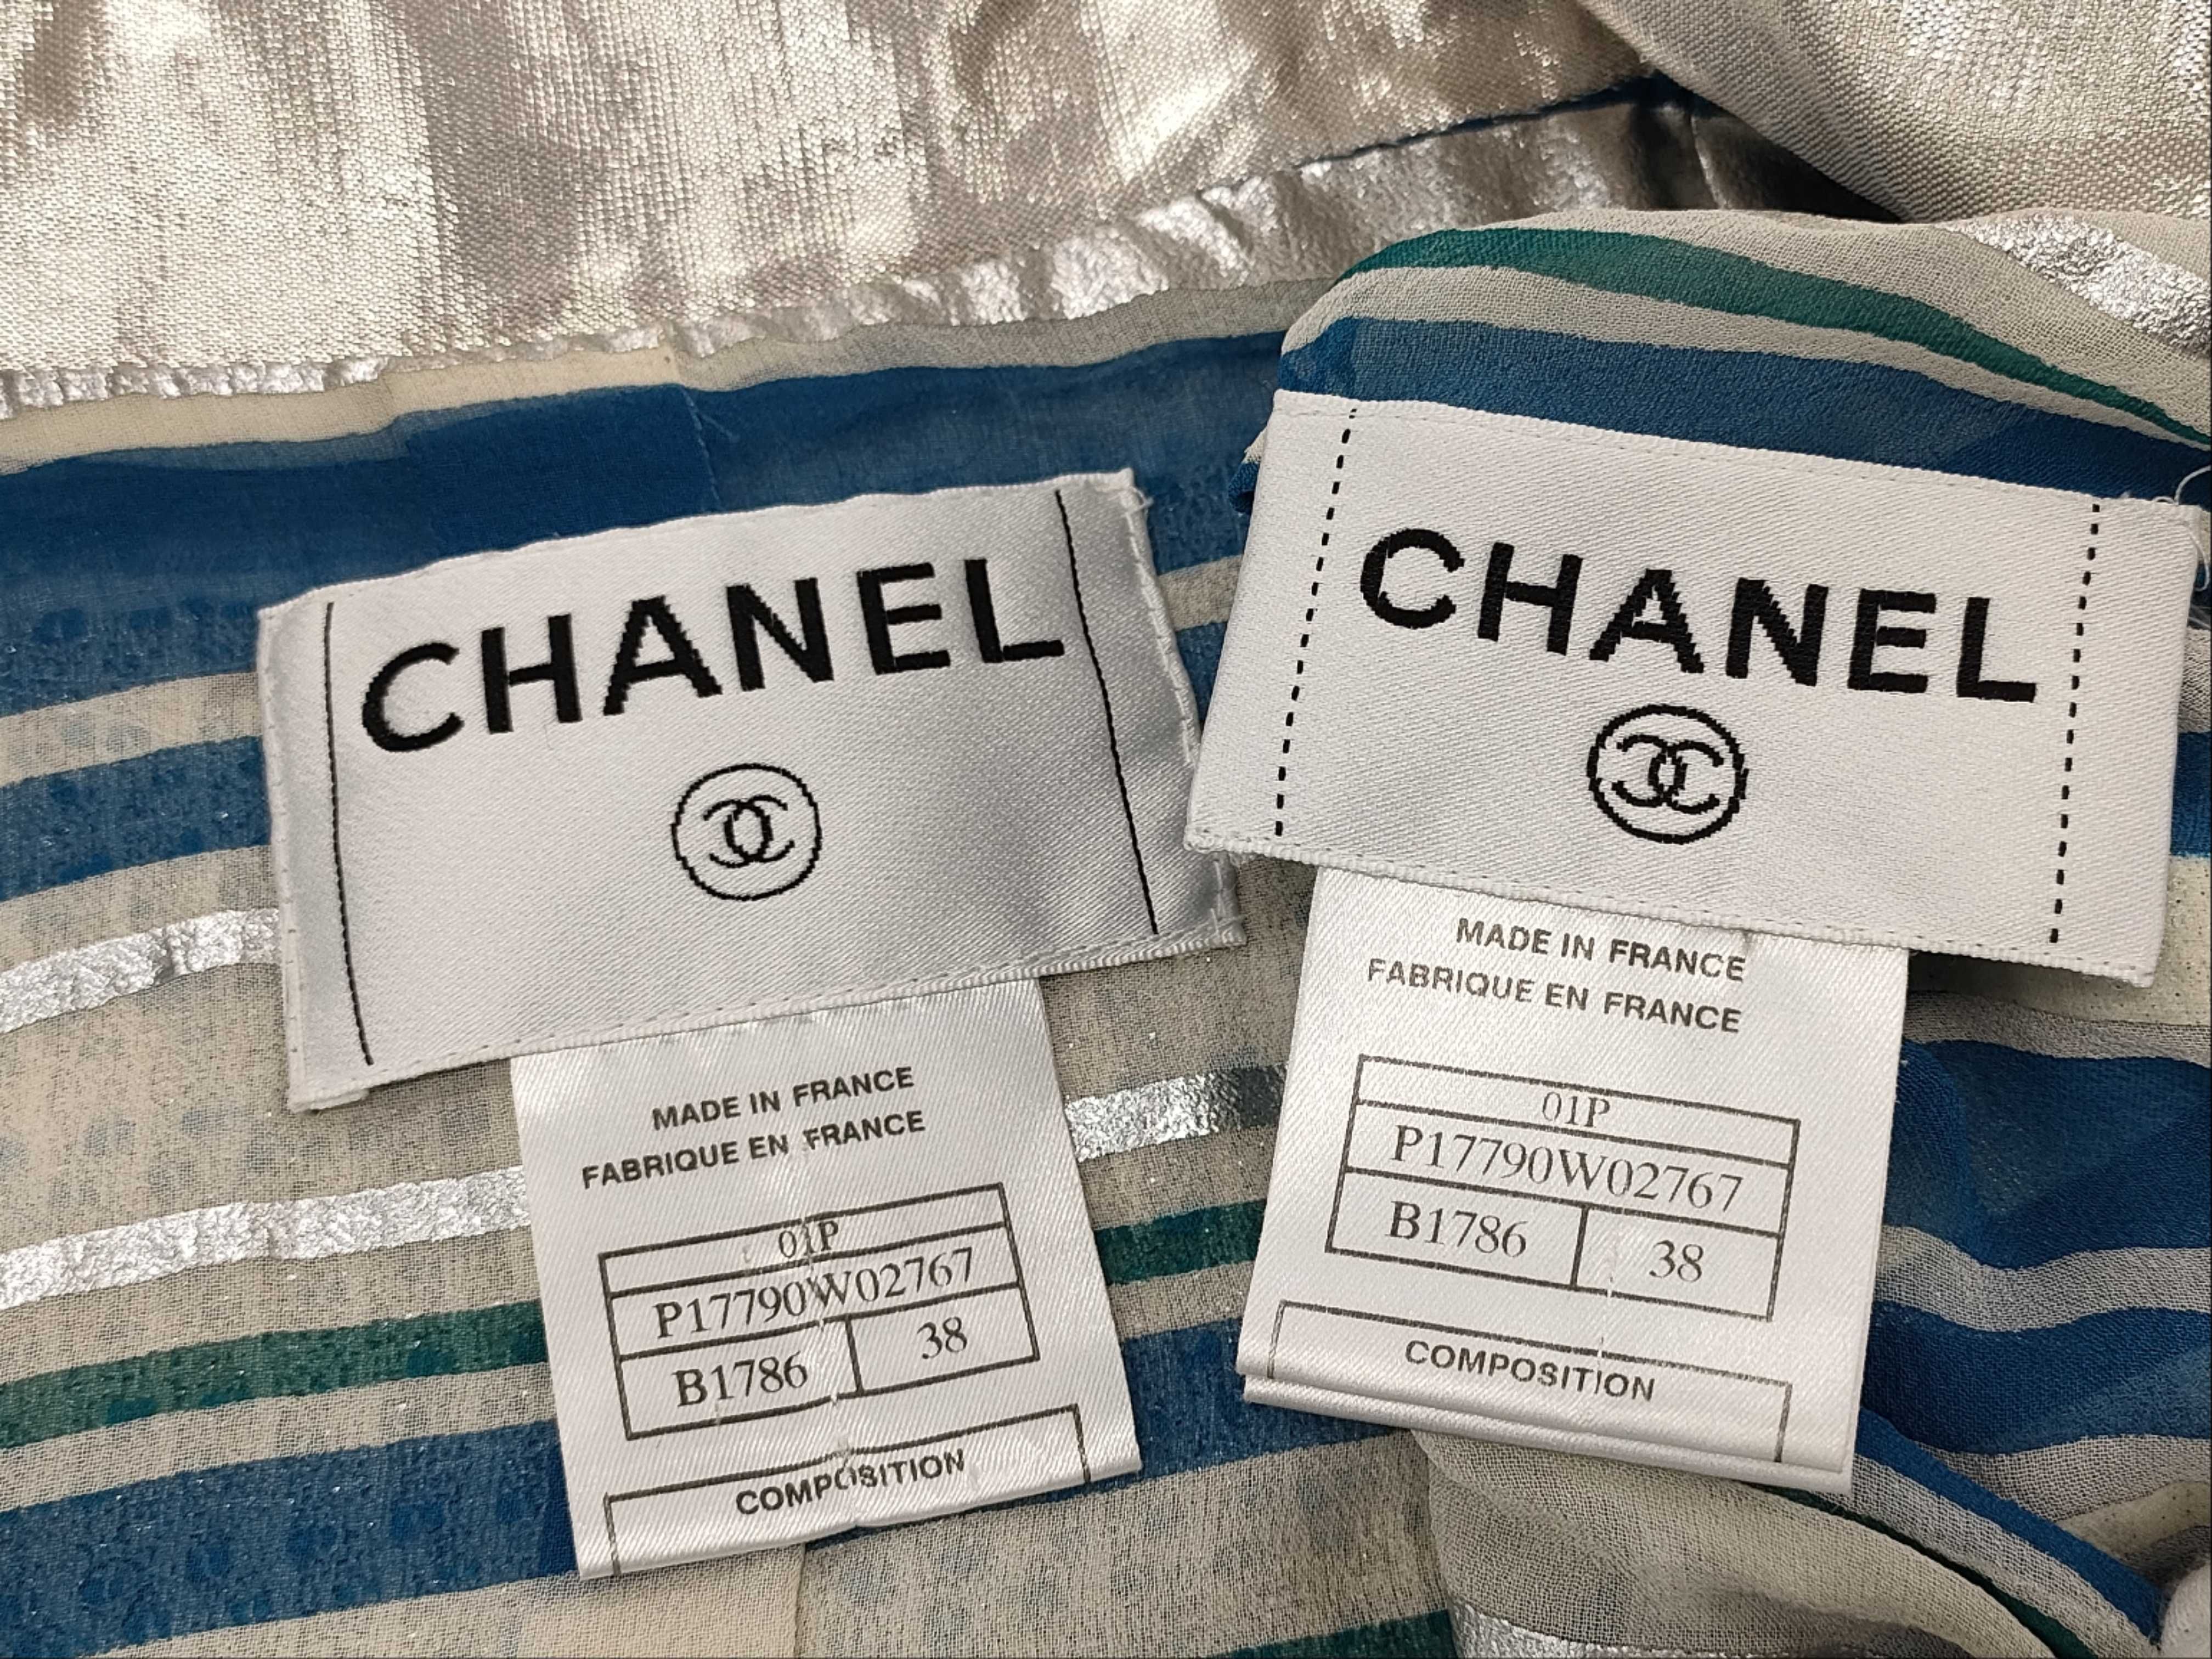 CHANEL
MADE IN FRANCE
FABRIQUE EN FRANCE
01P
P17790W02767
B1786 38
COMPOSITION
CHANEL
MADE IN FRANCE
FABRIQUE EN FRANCE
01P
P17790W02767
B1786 38
COMPOSITION